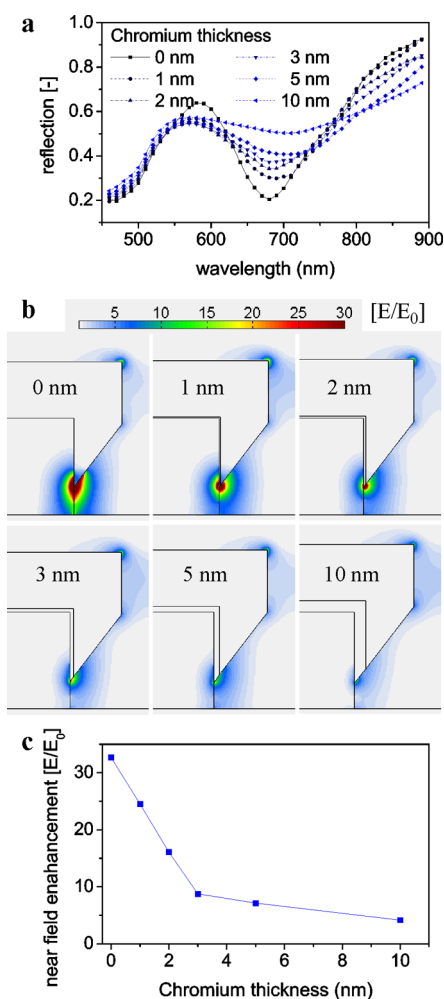 a
Chromium thickness
0 nm 3 nm
1 nm 5 nm
2 nm 10 nm
reflection [-]
1.0
0.8
0.6
0.4
0.2
500 600 700 800 900
wavelength (nm)
b
5 10 15 20 25 30 [E/E0]
0 nm 1 nm 2 nm
3 nm 5 nm 10 nm
c
near field enahancement [E/E0]
30
20
10
0
0 2 4 6 8 10
Chromium thickness (nm)